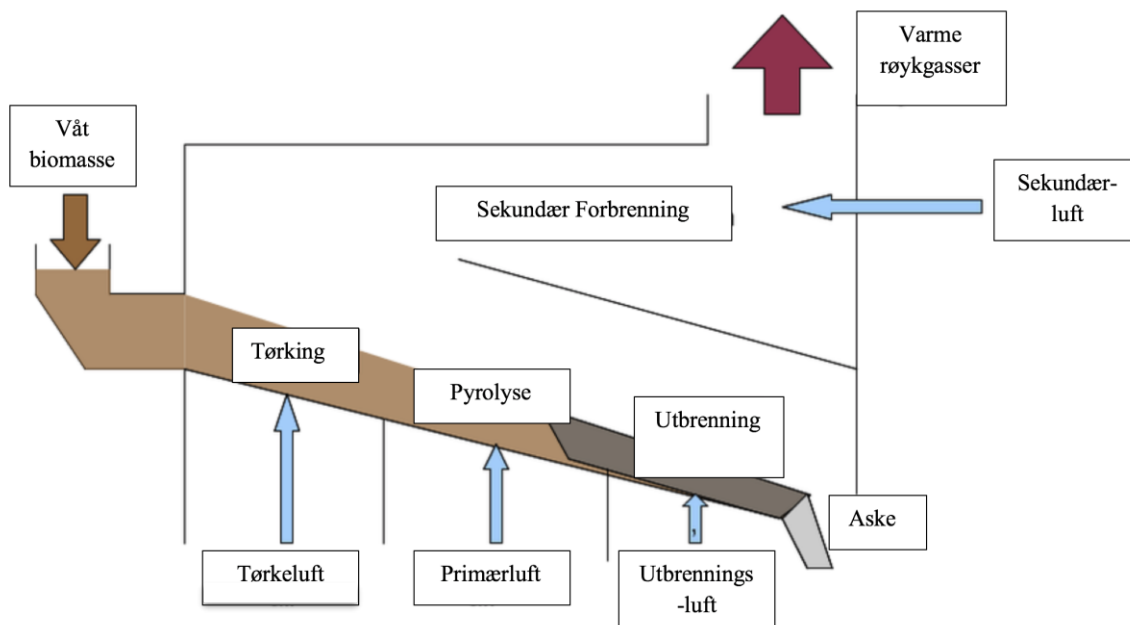 Varme
røykgasser
Våt
biomasse
Sekundær Forbrenning
Sekundær-
luft
Tørking
Pyrolyse
Utbrenning
Aske
Tørkeluft
Primærluft
Utbrennings
-luft